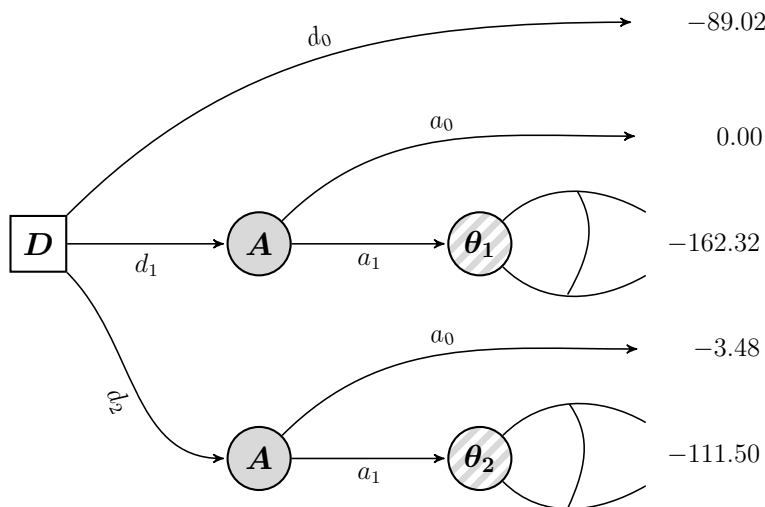 d₀
−89.02
a₀
0.00
D
d₁
A
a₁
θ₁
−162.32
a₀
−3.48
d₂
A
a₁
θ₂
−111.50